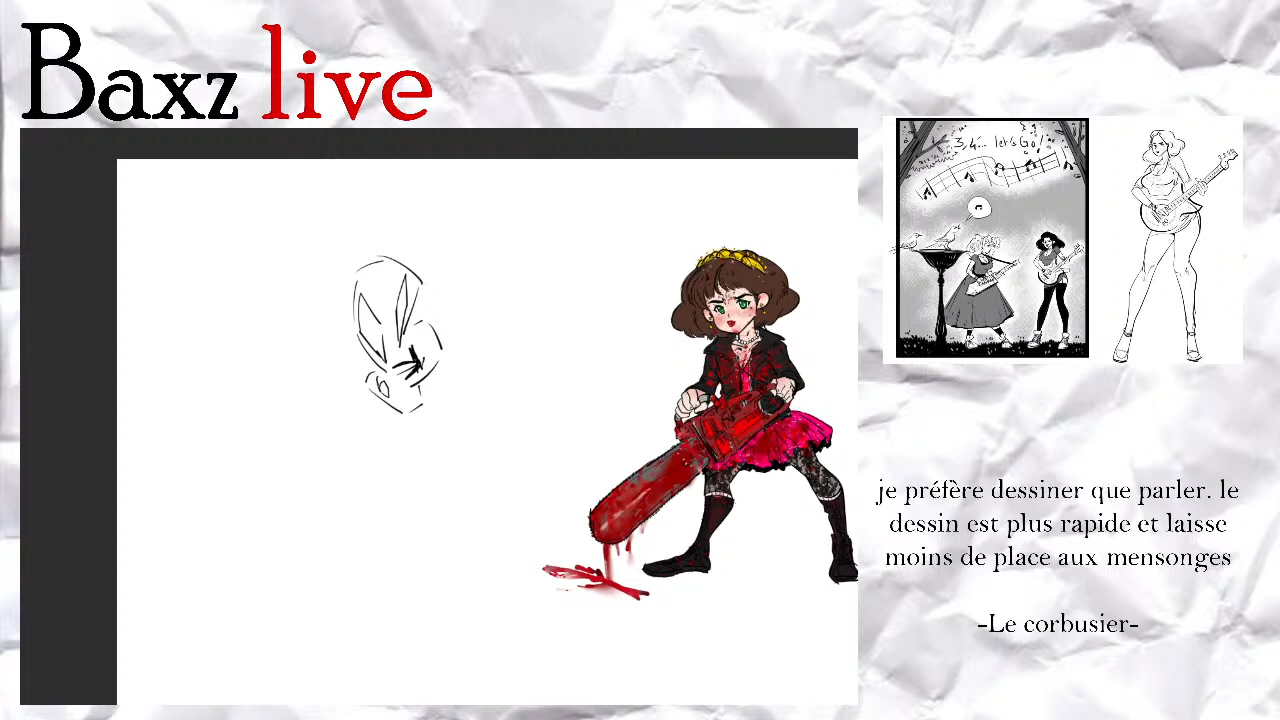 Baxz live
3,4... let's Go!
je préfère dessiner que parler. le
dessin est plus rapide et laisse
moins de place aux mensonges
-Le corbusier-